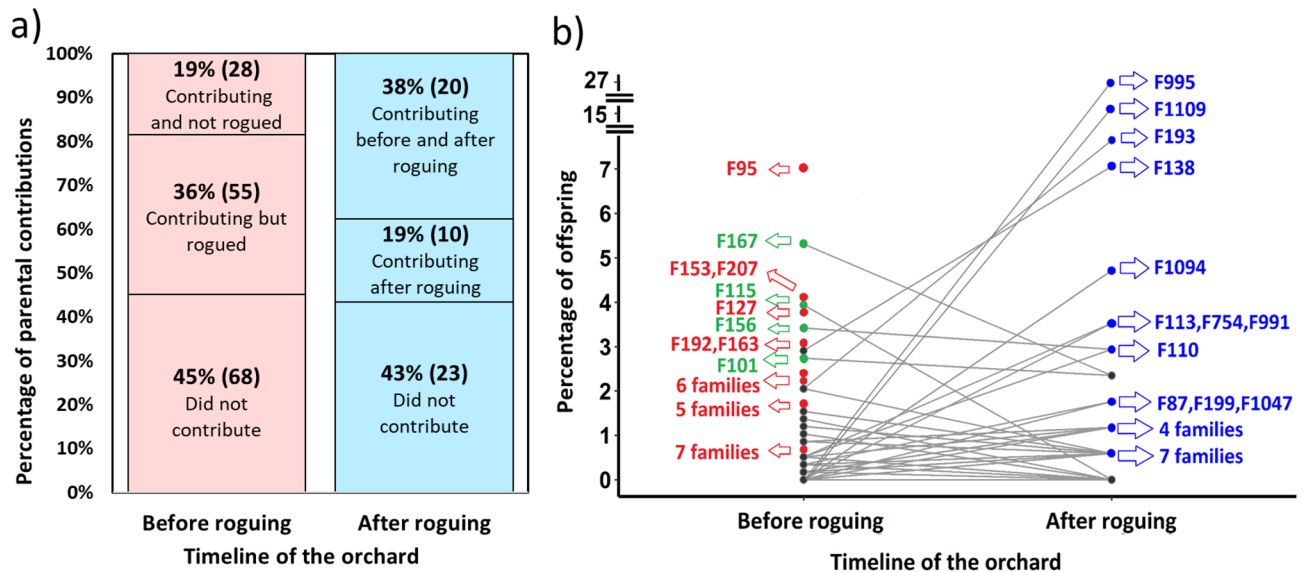 a)
Percentage of parental contributions
100%
90%
80%
70%
60%
50%
40%
30%
20%
10%
0%
19% (28)
Contributing
and not rogued
36% (55)
Contributing but
rogued
45% (68)
Did not
contribute
38% (20)
Contributing
before and after
roguing
19% (10)
Contributing
after roguing
43% (23)
Did not
contribute
Before roguing
After roguing
Timeline of the orchard
b)
Percentage of offspring
27
15
7
6
5
4
3
2
1
0
F95
F167
F153,F207
F115
F127
F156
F192,F163
F101
6 families
5 families
7 families
F995
F1109
F193
F138
F1094
F113,F754,F991
F110
F87,F199,F1047
4 families
7 families
Before roguing
After roguing
Timeline of the orchard